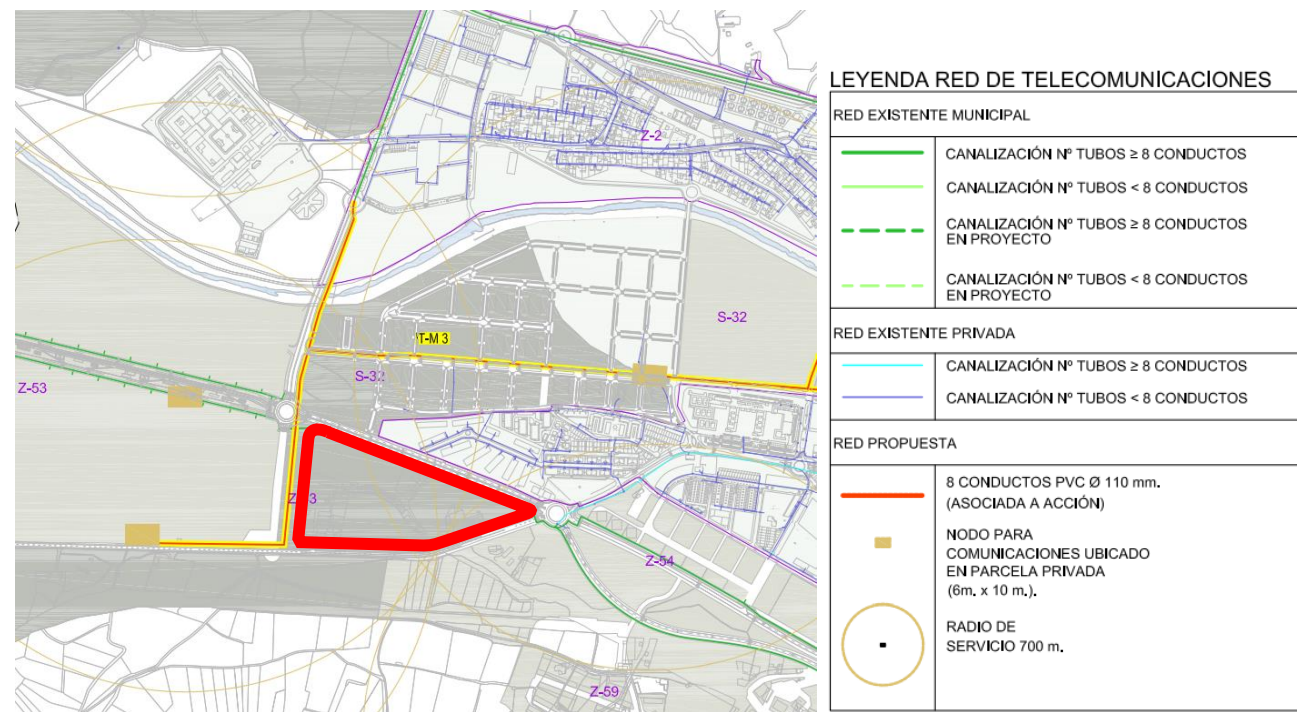 Z-2
S-32
T-M 3
S-32
Z-53
Z-54
Z-59
LEYENDA RED DE TELECOMUNICACIONES
RED EXISTENTE MUNICIPAL
CANALIZACIÓN Nº TUBOS ≥ 8 CONDUCTOS
CANALIZACIÓN Nº TUBOS < 8 CONDUCTOS
CANALIZACIÓN Nº TUBOS ≥ 8 CONDUCTOS
EN PROYECTO
CANALIZACIÓN Nº TUBOS < 8 CONDUCTOS
EN PROYECTO
RED EXISTENTE PRIVADA
CANALIZACIÓN Nº TUBOS ≥ 8 CONDUCTOS
CANALIZACIÓN Nº TUBOS < 8 CONDUCTOS
RED PROPUESTA
8 CONDUCTOS PVC Ø 110 mm.
(ASOCIADA A ACCIÓN)
NODO PARA
COMUNICACIONES UBICADO
EN PARCELA PRIVADA
(6m. x 10 m.).
RADIO DE
SERVICIO 700 m.